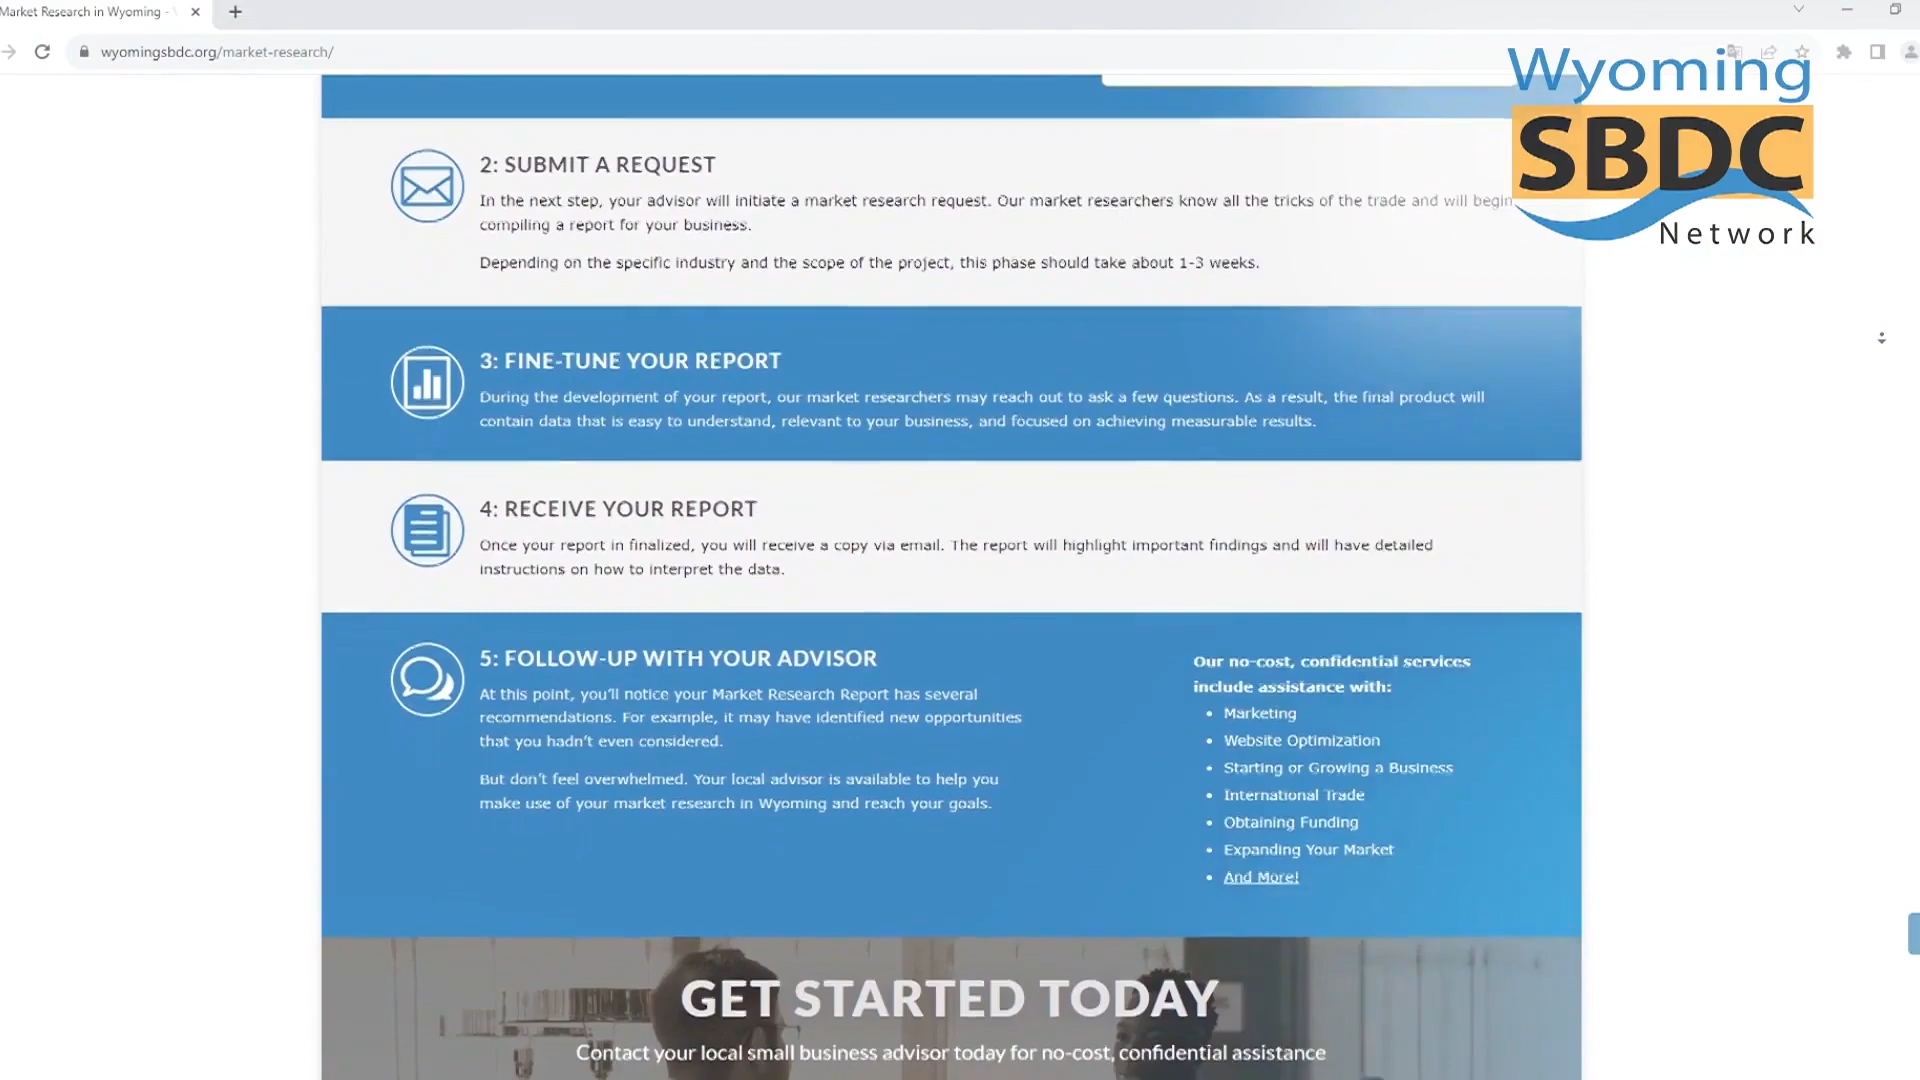 Market Research in Wyoming -
wyomingsbdc.org/market-research/
Wyoming
SBDC
Network
2: SUBMIT A REQUEST
In the next step, your advisor will initiate a market research request. Our market researchers know all the tricks of the trade and will begin
compiling a report for your business.
Depending on the specific industry and the scope of the project, this phase should take about 1-3 weeks.
3: FINE-TUNE YOUR REPORT
During the development of your report, our market researchers may reach out to ask a few questions. As a result, the final product will
contain data that is easy to understand, relevant to your business, and focused on achieving measurable results.
4: RECEIVE YOUR REPORT
Once your report in finalized, you will receive a copy via email. The report will highlight important findings and will have detailed
instructions on how to interpret the data.
5: FOLLOW-UP WITH YOUR ADVISOR
At this point, you'll notice your Market Research Report has several
recommendations. For example, it may have identified new opportunities
that you hadn't even considered.
But don't feel overwhelmed. Your local advisor is available to help you
make use of your market research in Wyoming and reach your goals.
Our no-cost, confidential services
include assistance with:
• Marketing
• Website Optimization
• Starting or Growing a Business
• International Trade
• Obtaining Funding
• Expanding Your Market
• And More!
GET STARTED TODAY
Contact your local small business advisor today for no-cost, confidential assistance